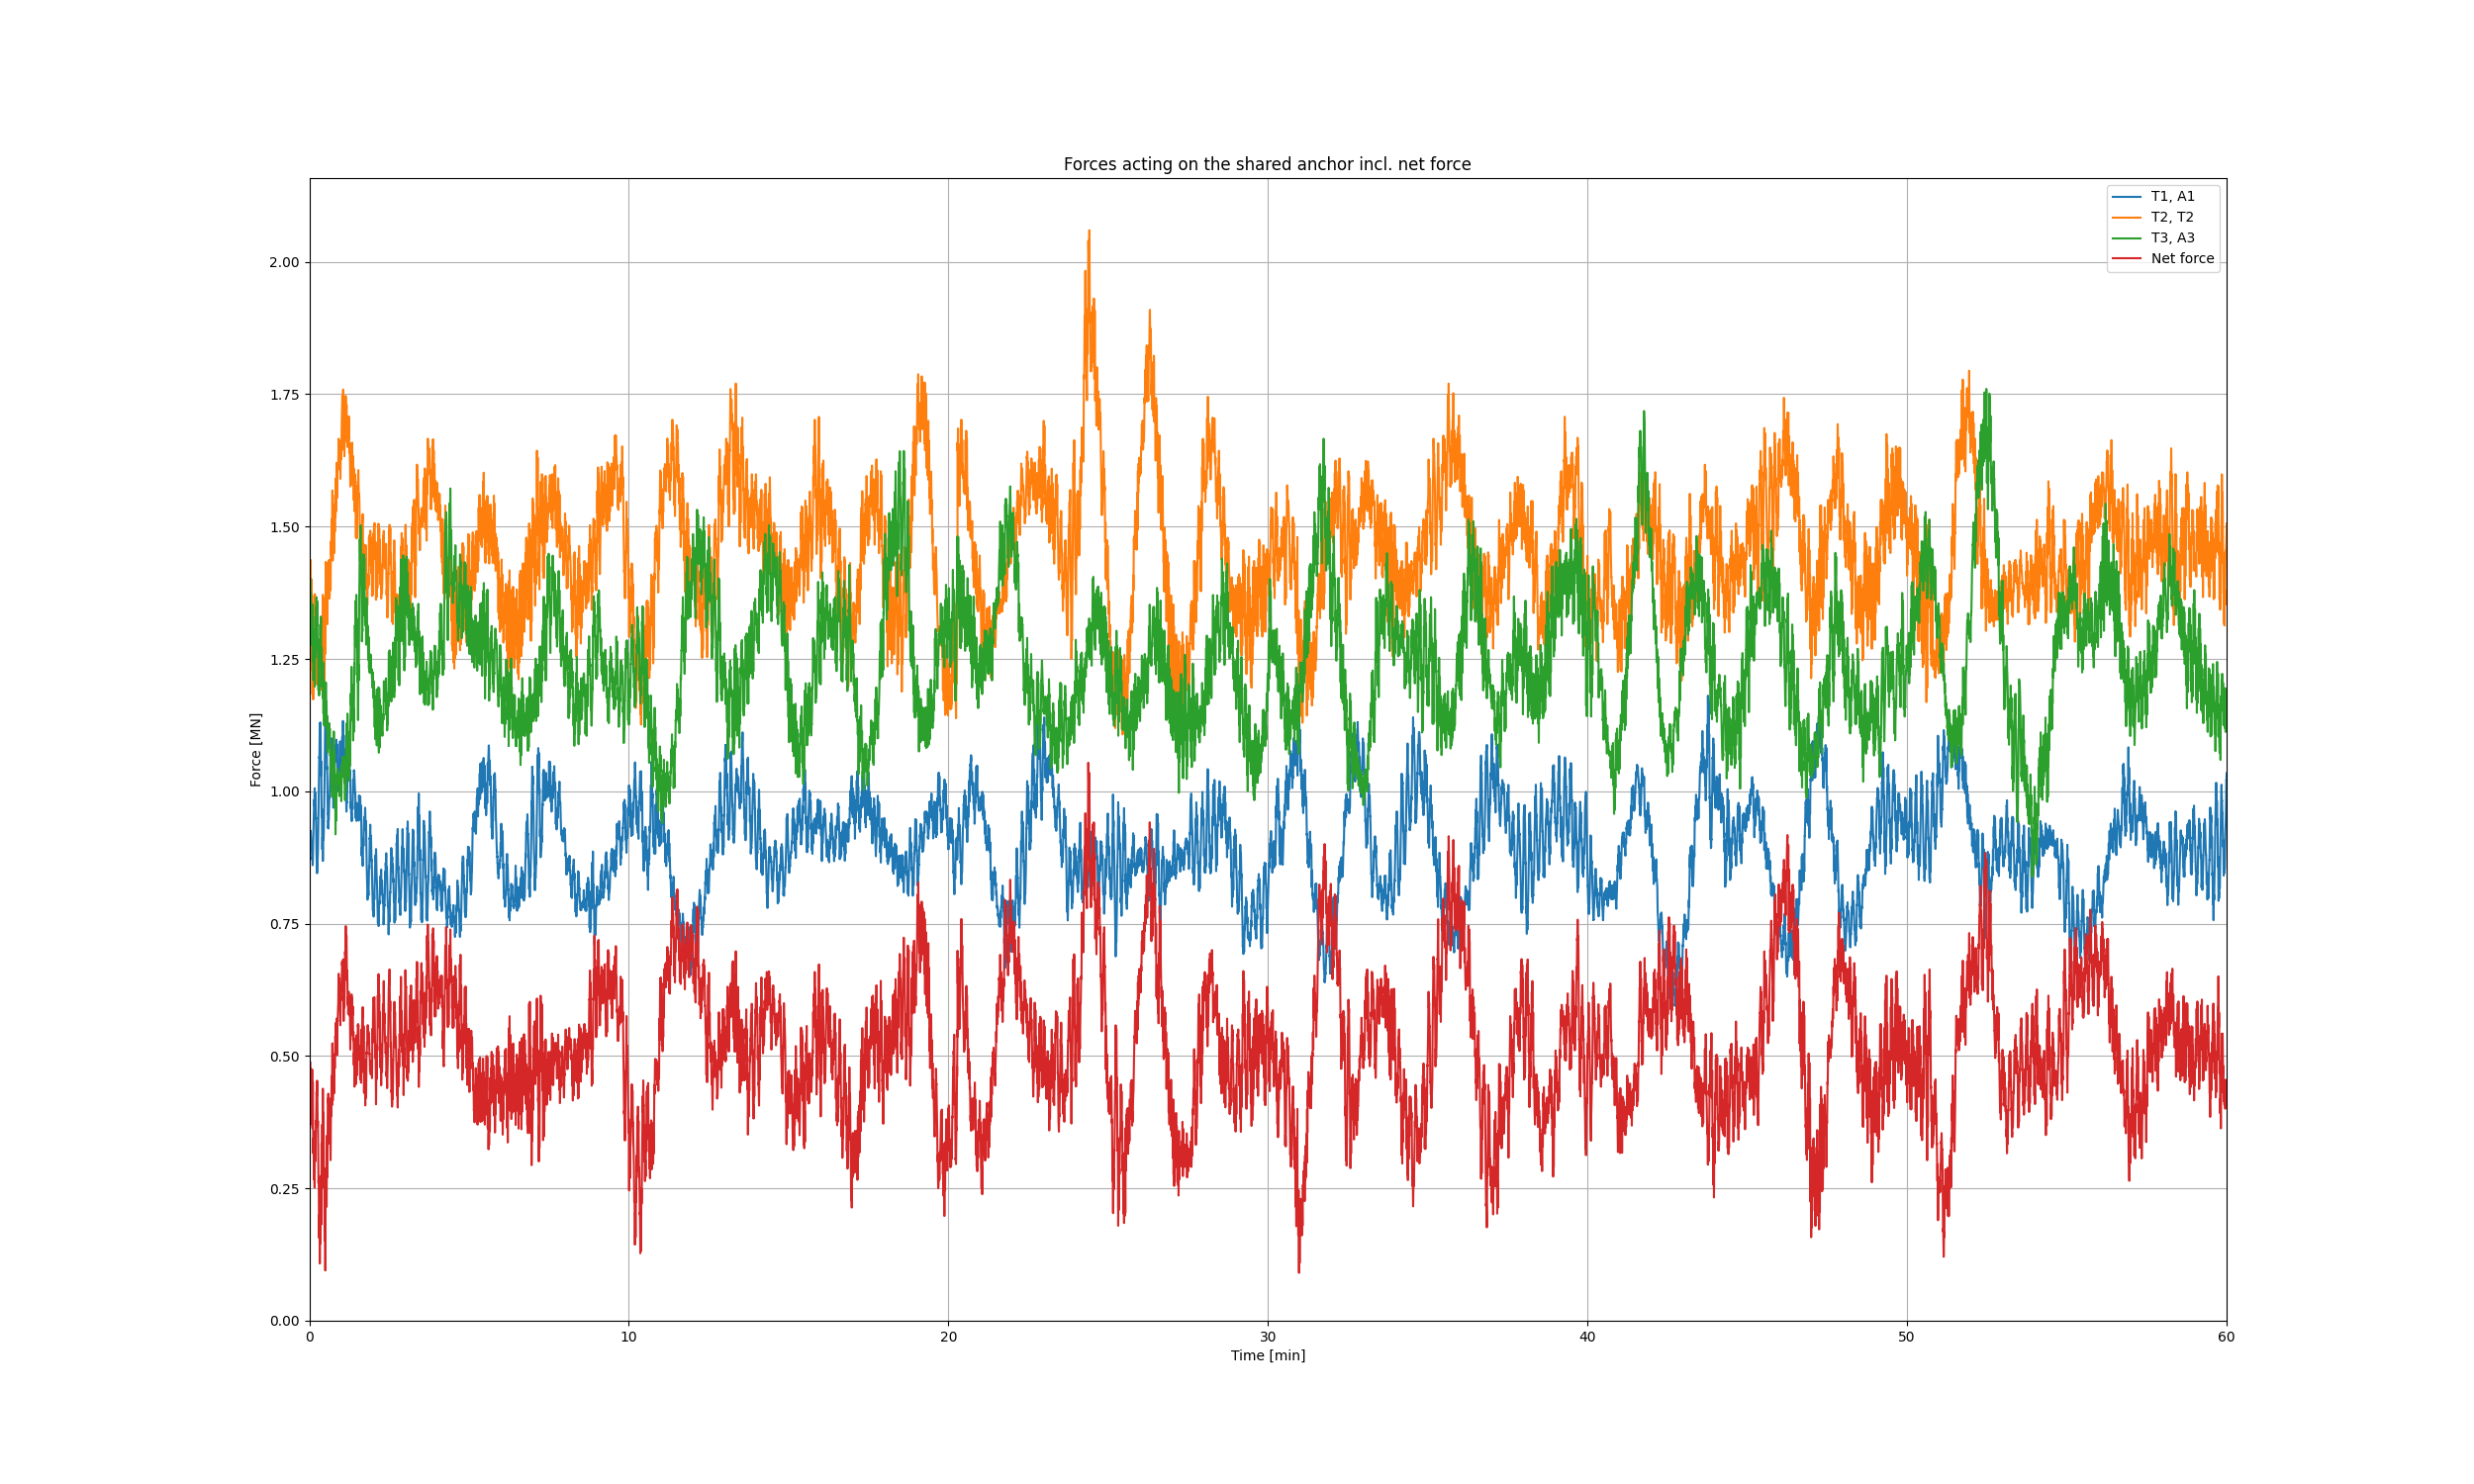 Forces acting on the shared anchor incl. net force
T1, A1
T2, T2
T3, A3
Net force
2.00
1.75
1.50
1.25
1.00
0.75
0.50
0.25
0.00
Force [MN]
0 10 20 30 40 50 60
Time [min]